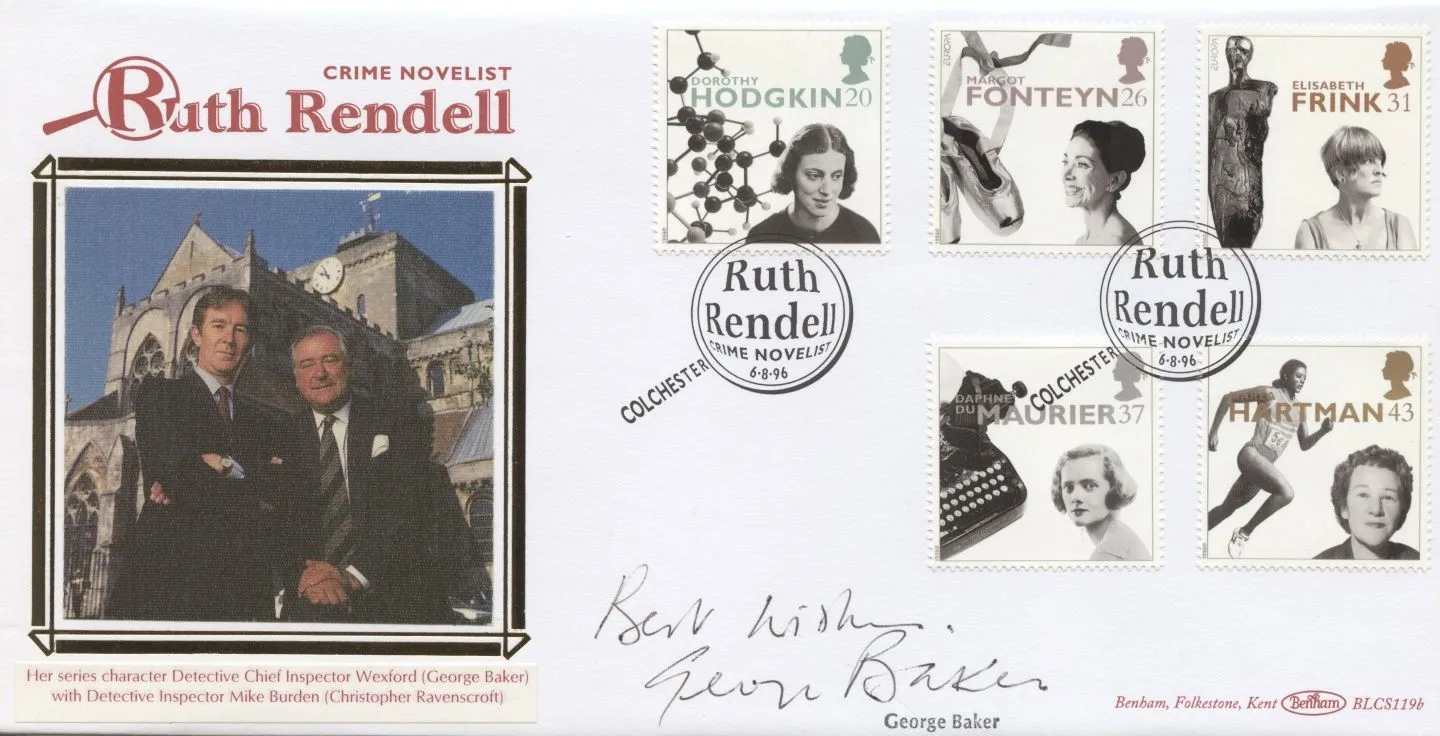 CRIME NOVELIST
Ruth Rendell
DOROTHY
HODGKIN 20
EUROPA
MARGOT
FONTEYN 26
EUROPA
ELISABETH
FRINK 31
Ruth
Rendell
CRIME NOVELIST
6·8·96
COLCHESTER
Ruth
Rendell
CRIME NOVELIST
6·8·96
COLCHESTER
DAPHNE
DU MAURIER 37
HARTMAN 43
Best Wishes.
George Baker
George Baker
Her series character Detective Chief Inspector Wexford (George Baker)
with Detective Inspector Mike Burden (Christopher Ravenscroft)
Benham, Folkestone, Kent Benham BLCS119b